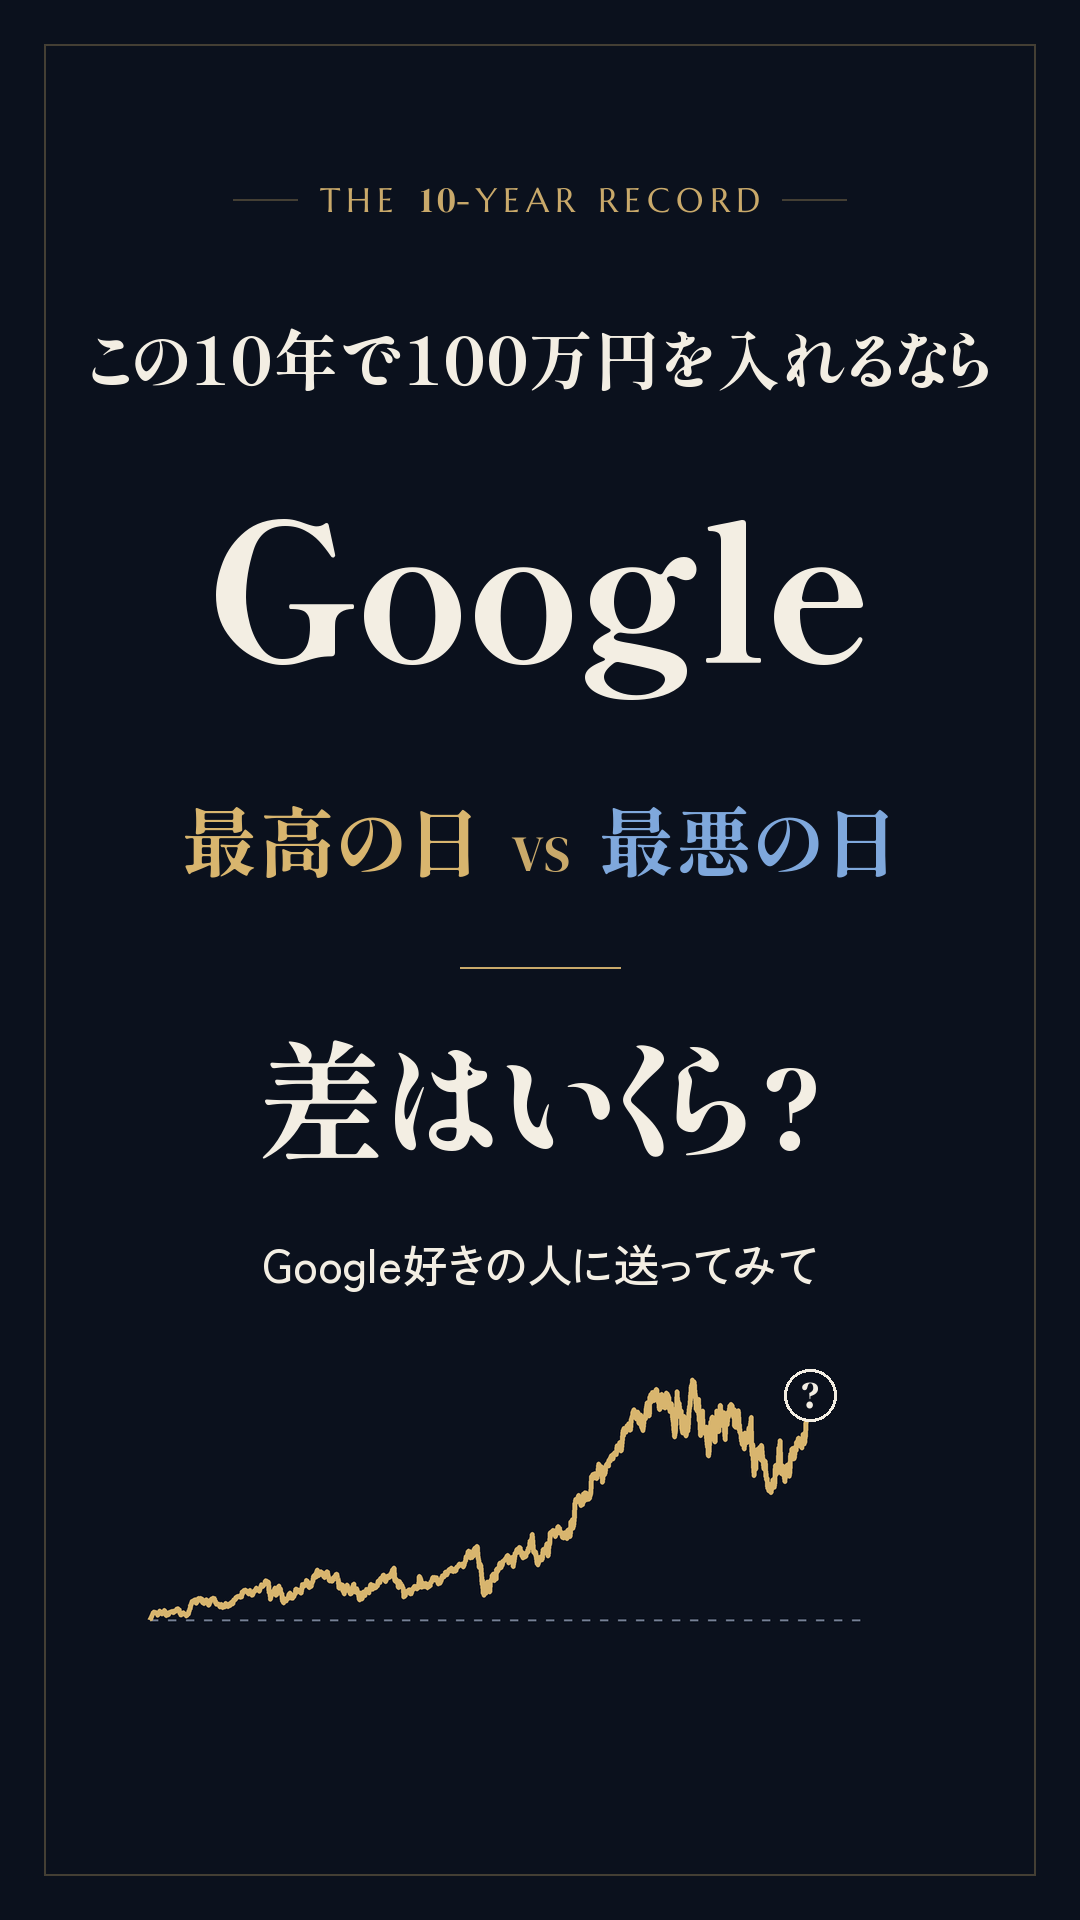 THE 10-YEAR RECORD
この10年で100万円を入れるなら
Google
最高の日 vs 最悪の日
差はいくら?
Google好きの人に送ってみて
?